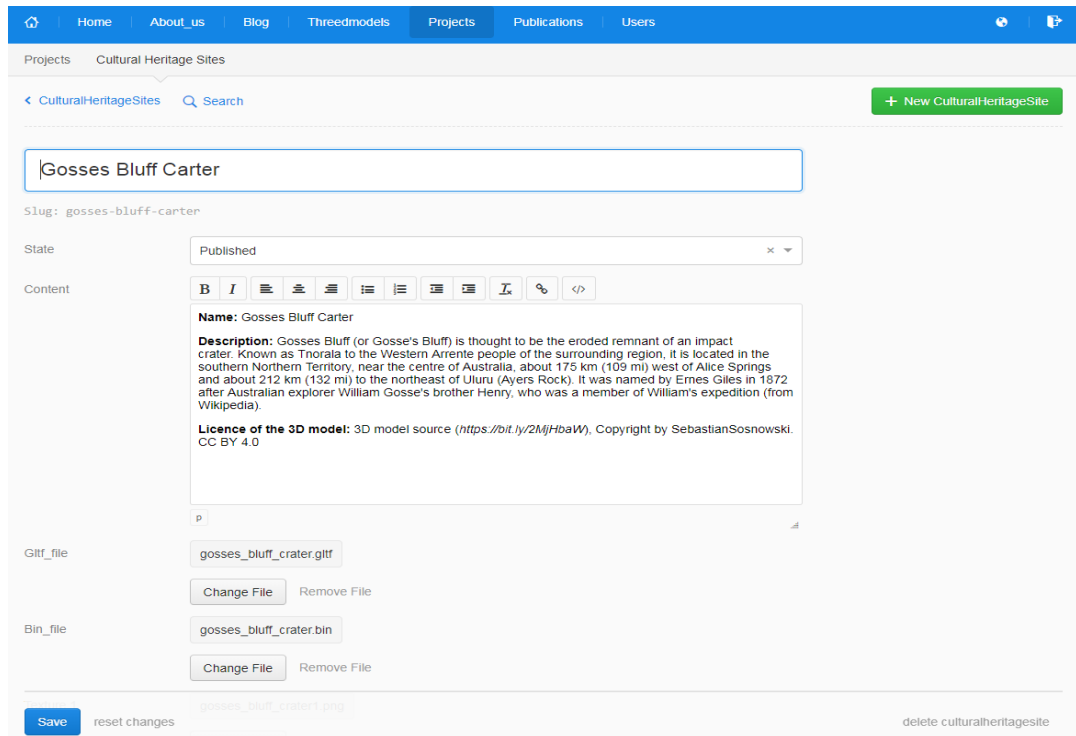 Home About_us Blog Threedmodels Projects Publications Users
Projects Cultural Heritage Sites
CulturalHeritageSites Search + New CulturalHeritageSite
Gosses Bluff Carter
Slug: gosses-bluff-carter
State Published × 
Content B I
Name: Gosses Bluff Carter
Description: Gosses Bluff (or Gosse's Bluff) is thought to be the eroded remnant of an impact
crater. Known as Tnorala to the Western Arrente people of the surrounding region, it is located in the
southern Northern Territory, near the centre of Australia, about 175 km (109 mi) west of Alice Springs
and about 212 km (132 mi) to the northeast of Uluru (Ayers Rock). It was named by Ernes Giles in 1872
after Australian explorer William Gosse's brother Henry, who was a member of William's expedition (from
Wikipedia).
Licence of the 3D model: 3D model source (https://bit.ly/2MjHbaW), Copyright by SebastianSosnowski.
CC BY 4.0
p
Gltf_file gosses_bluff_crater.gltf
Change File Remove File
Bin_file gosses_bluff_crater.bin
Change File Remove File
gosses_bluff_crater1.png
Save reset changes delete culturalheritagesite